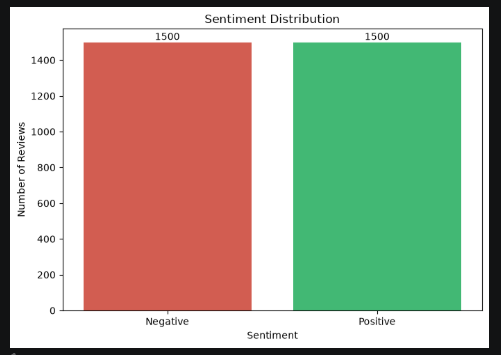 Sentiment Distribution
1500 1500
Number of Reviews
1400
1200
1000
800
600
400
200
0
Negative Positive
Sentiment